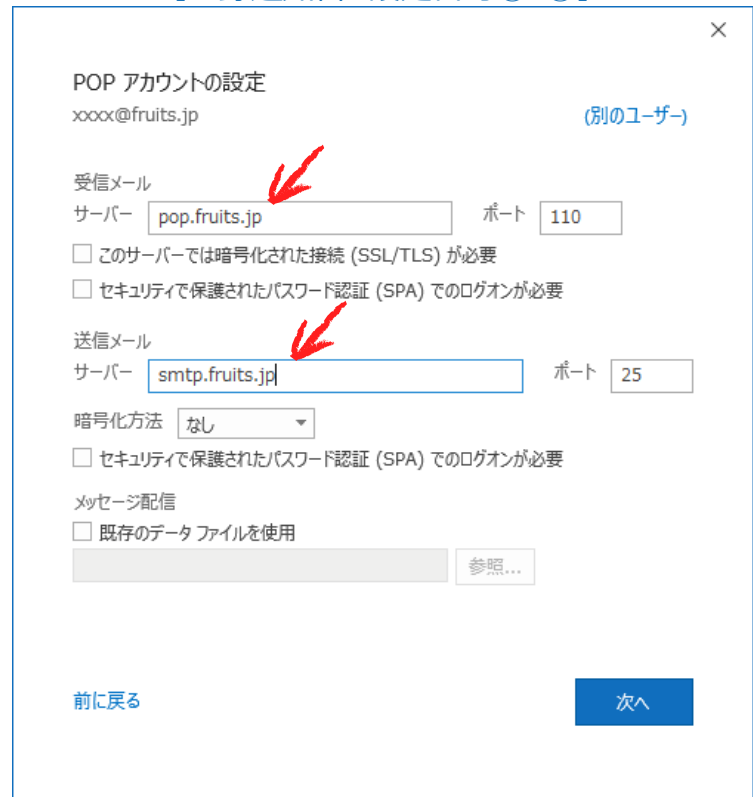 POP アカウントの設定
xxxx@fruits.jp (別のユーザー)
受信メール
サーバー pop.fruits.jp ポート 110
このサーバーでは暗号化された接続 (SSL/TLS) が必要
セキュリティで保護されたパスワード認証 (SPA) でのログオンが必要
送信メール
サーバー smtp.fruits.jp ポート 25
暗号化方法 なし
セキュリティで保護されたパスワード認証 (SPA) でのログオンが必要
メッセージ配信
既存のデータ ファイルを使用
参照...
前に戻る 次へ